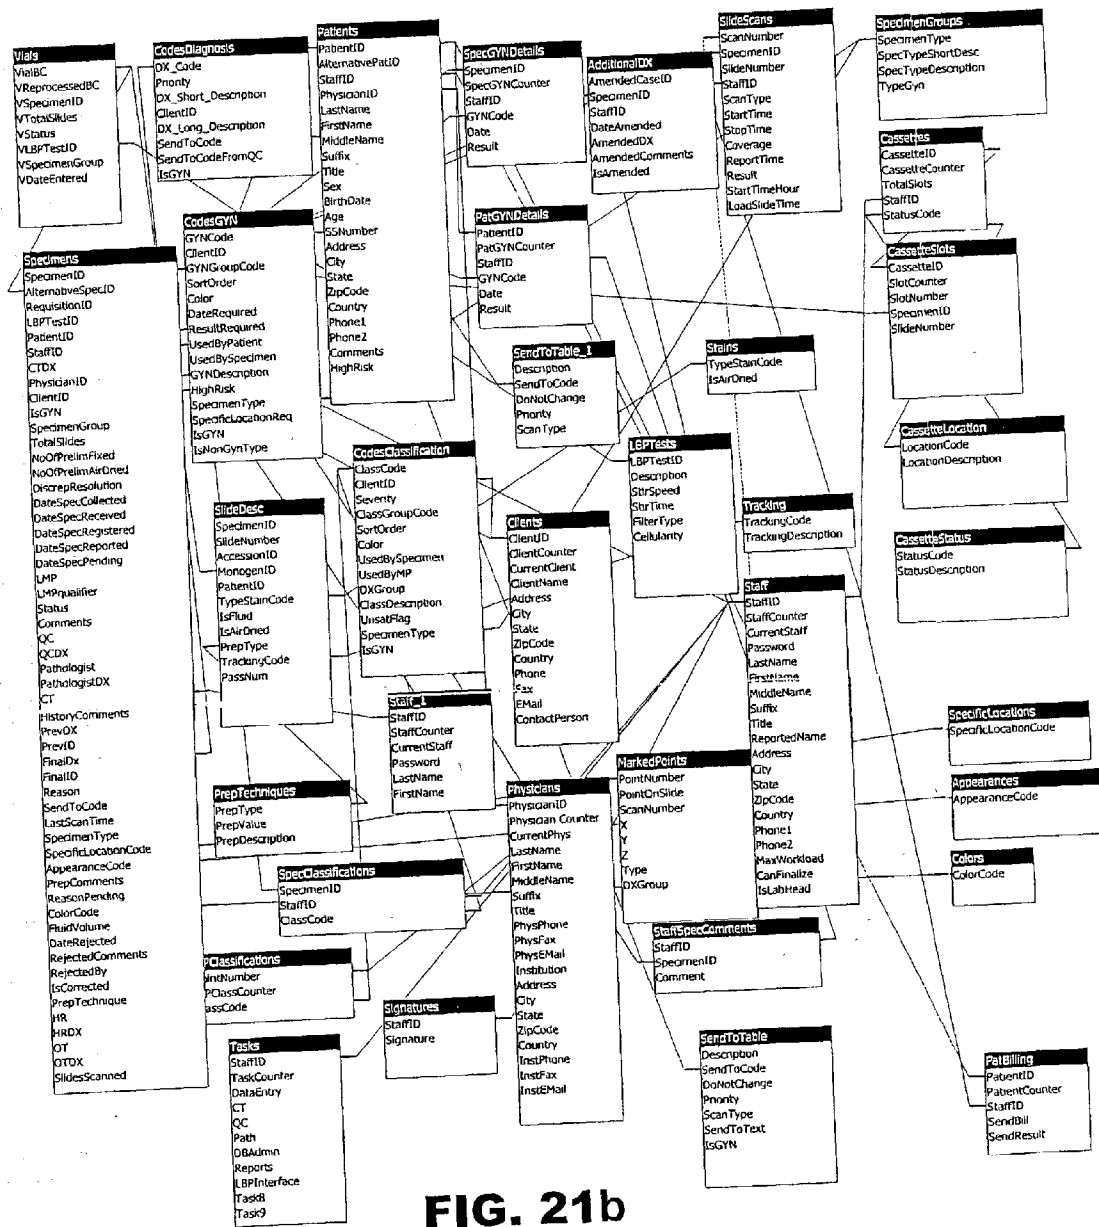 Vials
VialBC
VReprocessedBC
VSpecimenID
VTotalSlides
VStatus
VLBPTestID
VSpecimenGroup
VDateEntered
CodesDiagnosis
DX_Code
Priority
DX_Short_Description
ClientID
DX_Long_Description
SendToCode
SendToCodeFromQC
IsGYN
Patients
PatientID
AlternativePatID
StaffID
PhysicianID
LastName
FirstName
MiddleName
Suffix
Title
Sex
BirthDate
Age
SSNumber
Address
City
State
ZipCode
Country
Phone1
Phone2
Comments
HighRisk
SpecGYNDetails
SpecimenID
SpecGYNCounter
StaffID
GYNCode
Date
Result
AdditionalDX
AmendedCaseID
SpecimenID
StaffID
DateAmended
AmendedDX
AmendedComments
IsAmended
SlideScans
ScanNumber
SpecimenID
SlideNumber
StaffID
ScanType
StartTime
StopTime
Coverage
ReportTime
Result
StartTimeHour
LoadSlideTime
SpecimenGroups
SpecimenType
SpecTypeShortDesc
SpecTypeDescription
TypeGyn
Cassettes
CassetteID
CassetteCounter
TotalSlots
StaffID
StatusCode
CassetteSlots
CassetteID
SlotCounter
SlotNumber
SpecimenID
SlideNumber
CassetteLocation
LocationCode
LocationDescription
CassetteStatus
StatusCode
StatusDescription
Specimens
SpecimenID
AlternativeSpecID
RequisitionID
LBPTestID
PatientID
StaffID
CTDX
PhysicianID
ClientID
IsGYN
SpecimenGroup
TotalSlides
NoOfPrelimFixed
NoOfPrelimAirDried
DiscrepResolution
DateSpecCollected
DateSpecReceived
DateSpecRegistered
DateSpecReported
DateSpecPending
LMP
LMPqualifier
Status
Comments
QC
QCDX
Pathologist
PathologistDX
CT
HistoryComments
PrevDX
PrevID
FinalDx
FinalID
Reason
SendToCode
LastScanTime
SpecimenType
SpecificLocationCode
AppearanceCode
PrepComments
ReasonPending
ColorCode
FluidVolume
DateRejected
RejectedComments
RejectedBy
IsCorrected
PrepTechnique
HR
HRDX
OT
OTDX
SlidesScanned
CodesGYN
GYNCode
ClientID
GYNGroupCode
SortOrder
Color
DateRequired
ResultRequired
UsedByPatient
UsedBySpecimen
GYNDescription
HighRisk
SpecimenType
SpecificLocationReq
IsGYN
IsNonGynType
PatGYNDetails
PatientID
PatGYNCounter
StaffID
GYNCode
Date
Result
SendToTable_1
Description
SendToCode
DoNotChange
Priority
ScanType
Stains
TypeStainCode
IsAirDried
LBPTests
LBPTestID
Description
StirSpeed
StirTime
FilterType
Cellularity
Tracking
TrackingCode
TrackingDescription
CodesClassification
ClassCode
ClientID
Severity
ClassGroupCode
SortOrder
Color
UsedBySpecimen
UsedByMP
DXGroup
ClassDescription
UnsatFlag
SpecimenType
IsGYN
SlideDesc
SpecimenID
SlideNumber
AccessionID
MonogenID
PatientID
TypeStainCode
IsFluid
IsAirDried
PrepType
TrackingCode
PassNum
Clients
ClientID
ClientCounter
CurrentClient
ClientName
Address
City
State
ZipCode
Country
Phone
Fax
EMail
ContactPerson
Staff
StaffID
StaffCounter
CurrentStaff
Password
LastName
FirstName
MiddleName
Suffix
Title
ReportedName
Address
City
State
ZipCode
Country
Phone1
Phone2
MaxWorkload
CanFinalize
IsLabHead
Staff_1
StaffID
StaffCounter
CurrentStaff
Password
LastName
FirstName
SpecificLocations
SpecificLocationCode
Appearances
AppearanceCode
Colors
ColorCode
PrepTechniques
PrepType
PrepValue
PrepDescription
Physicians
PhysicianID
Physician Counter
CurrentPhys
LastName
FirstName
MiddleName
Suffix
Title
PhysPhone
PhysFax
PhysEMail
Institution
Address
City
State
ZipCode
Country
InstPhone
InstFax
InstEMail
MarkedPoints
PointNumber
PointOnSlide
ScanNumber
X
Y
Z
Type
DXGroup
SpecClassifications
SpecimenID
StaffID
ClassCode
PClassifications
intNumber
PClassCounter
assCode
StaffSpecComments
StaffID
SpecimenID
Comment
Signatures
StaffID
Signature
Tasks
StaffID
TaskCounter
DataEntry
CT
QC
Path
DBAdmin
Reports
LBPInterface
Task8
Task9
SendToTable
Description
SendToCode
DoNotChange
Priority
ScanType
SendToText
IsGYN
PatBilling
PatientID
PatientCounter
StaffID
SendBill
SendResult
FIG. 21b